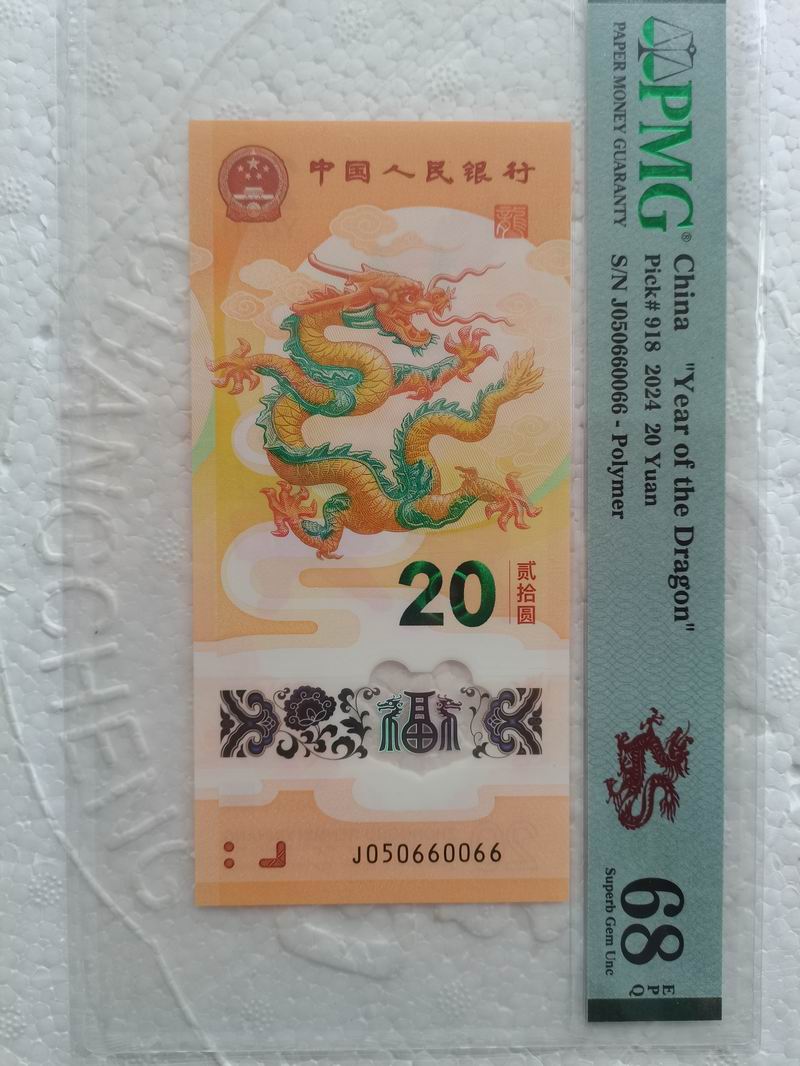 中国人民银行
龍
20
贰拾圆
福
J050660066
PMG®
PAPER MONEY GUARANTY
China "Year of the Dragon"
Pick# 918 2024 20 Yuan
S/N J050660066 - Polymer
68 EPQ
Superb Gem Unc